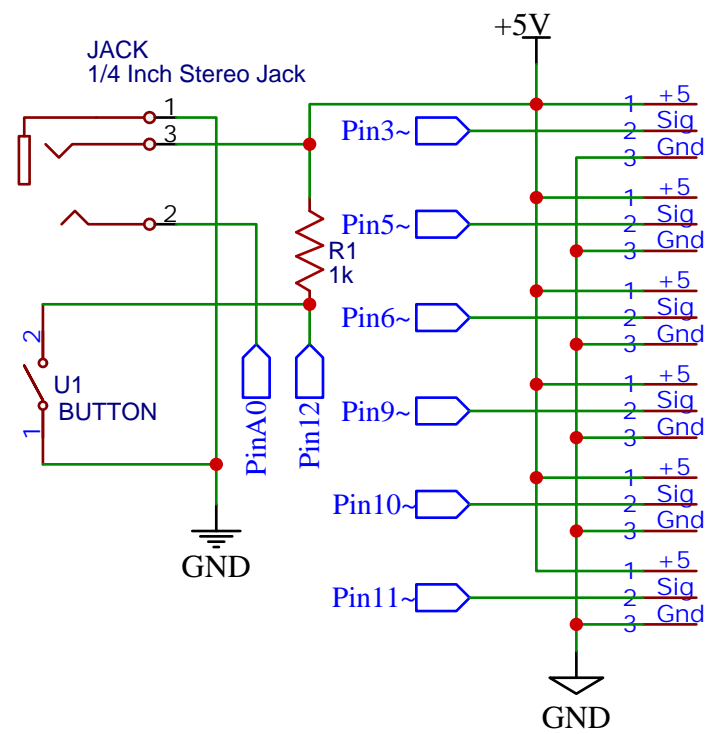 +5V
JACK
1/4 Inch Stereo Jack
1
3
2
R1
1k
2
U1
BUTTON
1
PinA0
Pin12
GND
Pin3~
1 +5
2 Sig
3 Gnd
Pin5~
1 +5
2 Sig
3 Gnd
Pin6~
1 +5
2 Sig
3 Gnd
Pin9~
1 +5
2 Sig
3 Gnd
Pin10~
1 +5
2 Sig
3 Gnd
Pin11~
1 +5
2 Sig
3 Gnd
GND